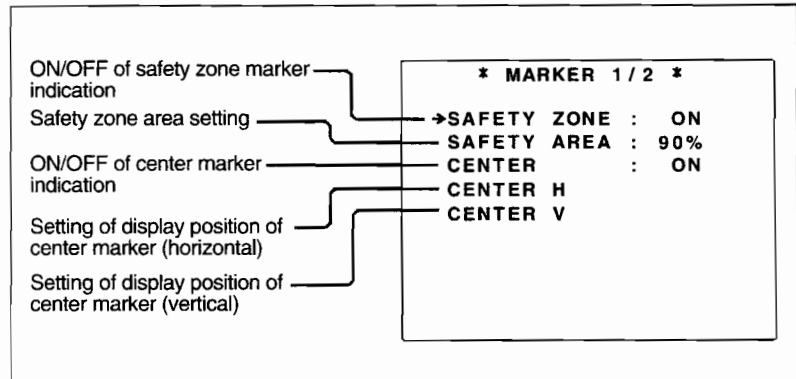 ON/OFF of safety zone marker
indication
Safety zone area setting
ON/OFF of center marker
indication
Setting of display position of
center marker (horizontal)
Setting of display position of
center marker (vertical)
* MARKER 1/2 *
→SAFETY ZONE : ON
SAFETY AREA : 90%
CENTER : ON
CENTER H
CENTER V